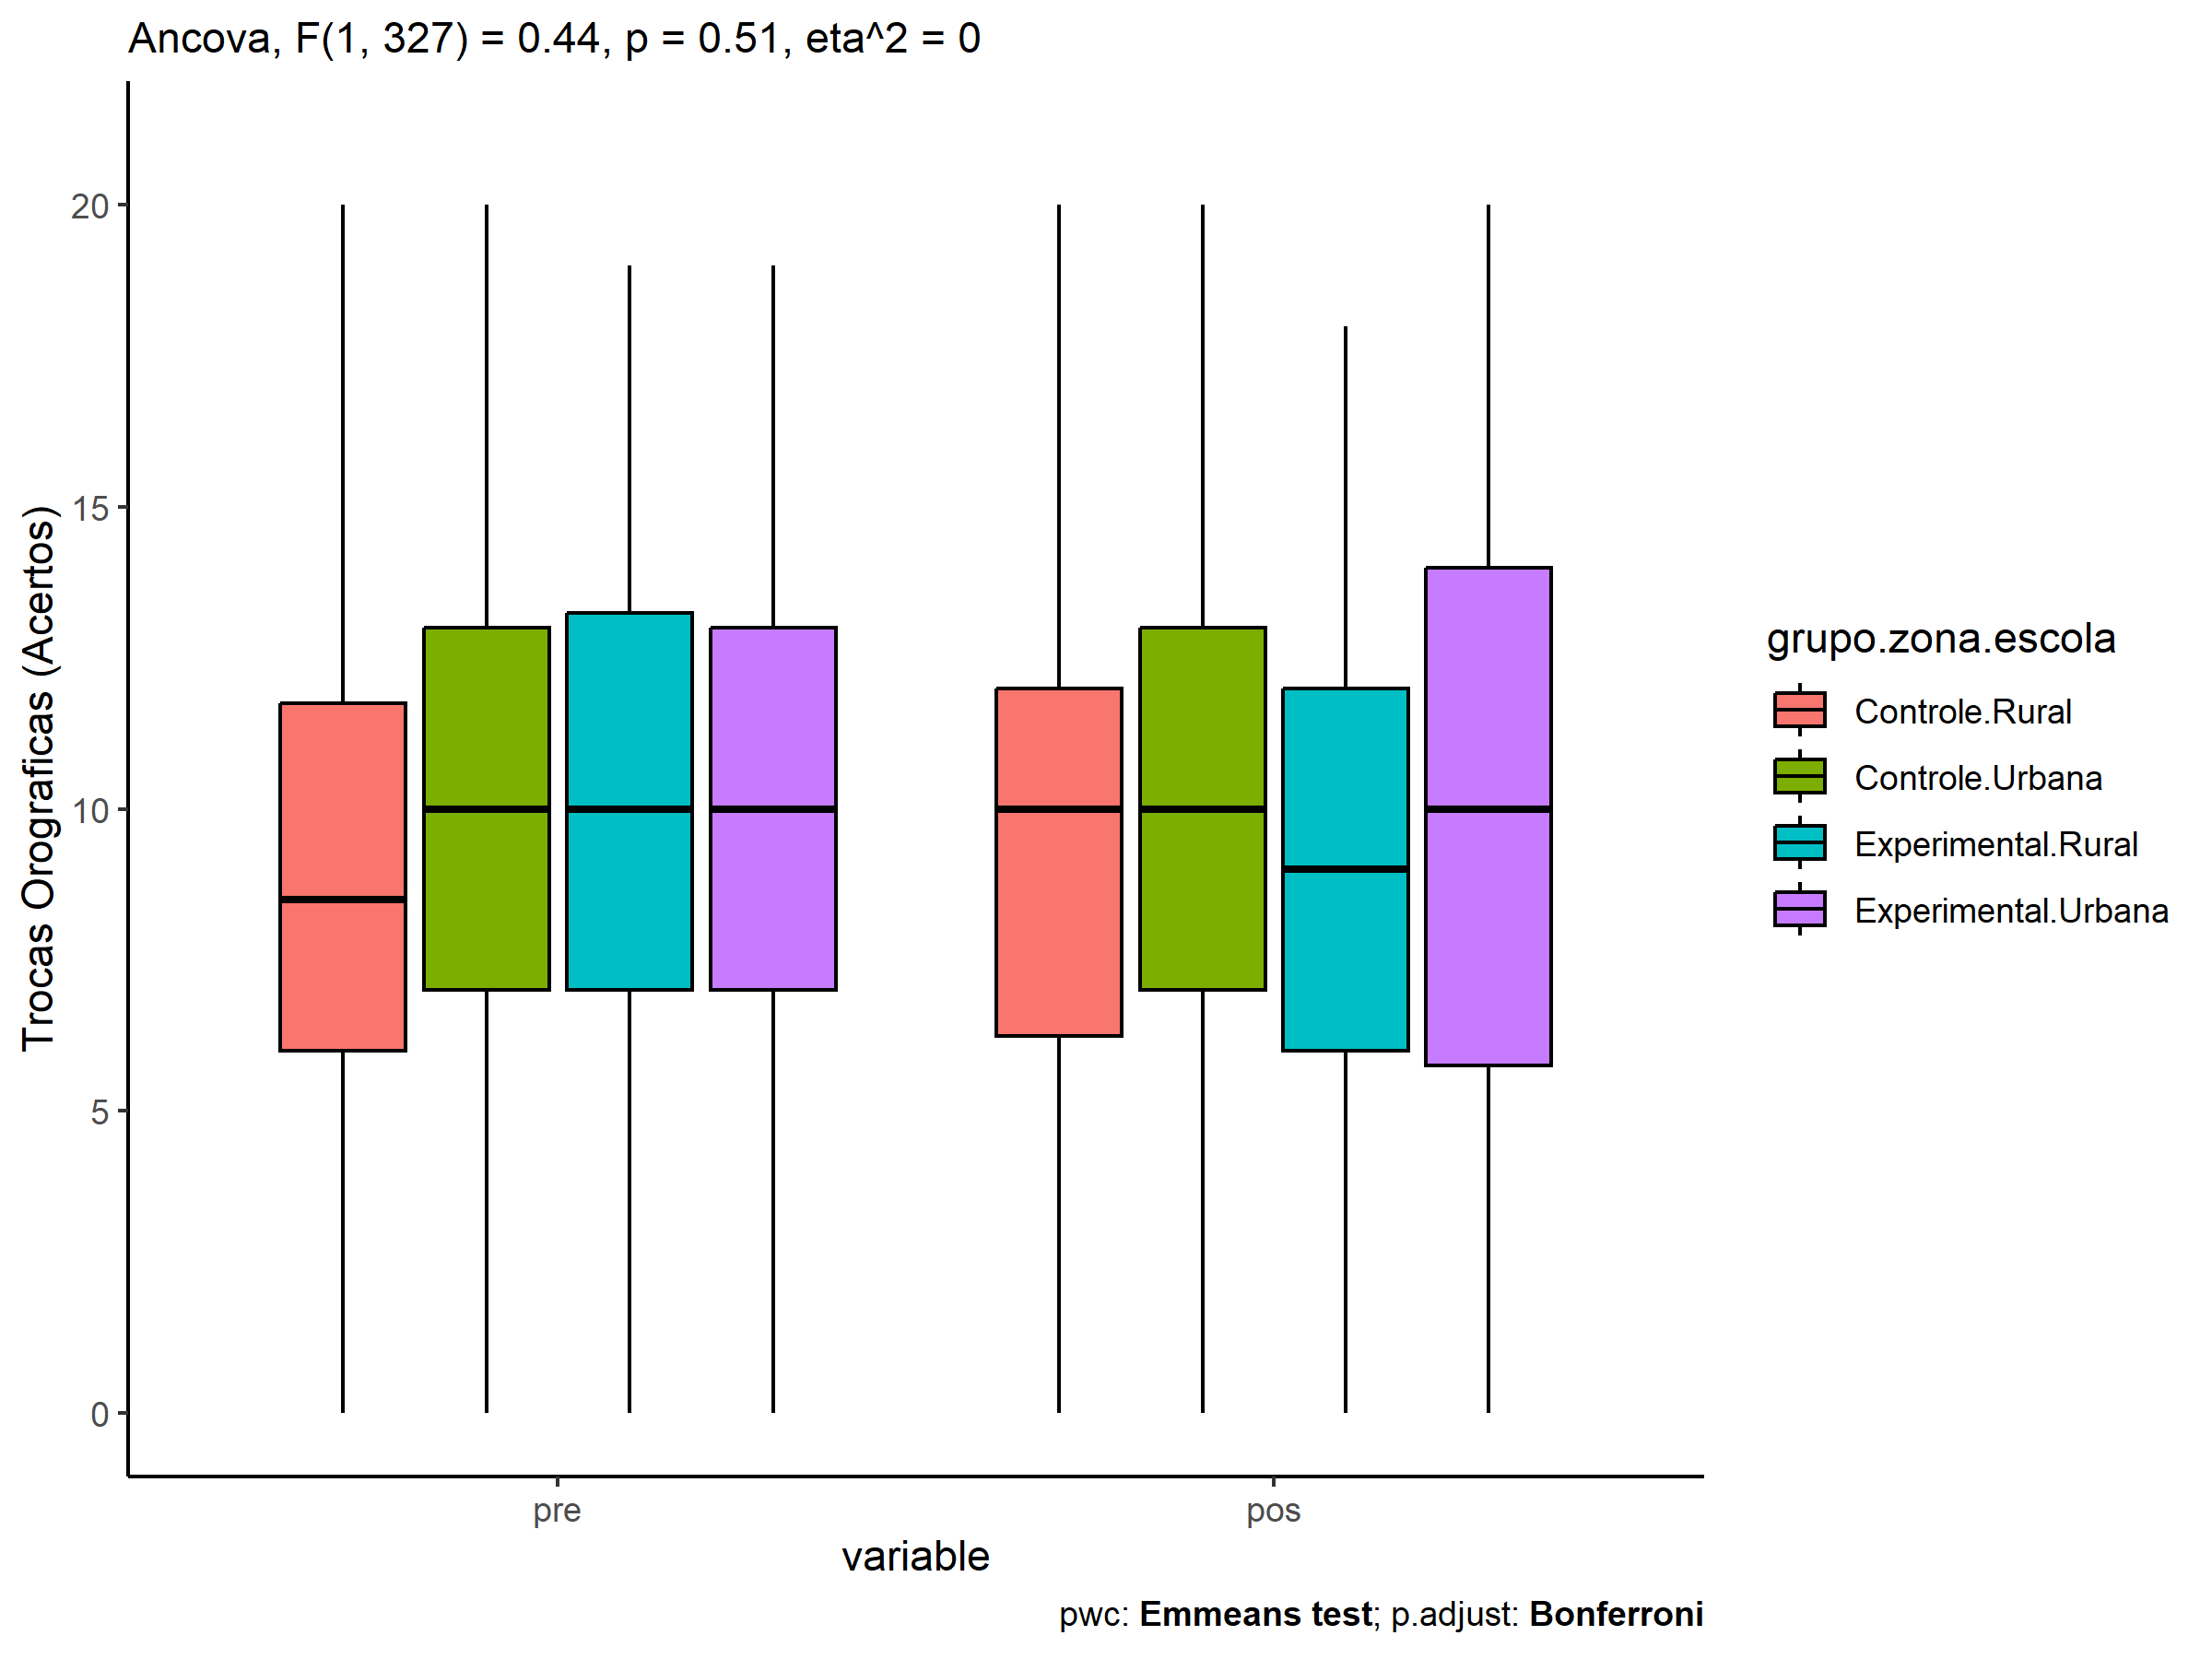 Ancova, F(1, 327) = 0.44, p = 0.51, eta^2 = 0
Trocas Orograficas (Acertos)
20
15
10
5
0
pre
pos
variable
grupo.zona.escola
Controle.Rural
Controle.Urbana
Experimental.Rural
Experimental.Urbana
pwc: Emmeans test; p.adjust: Bonferroni